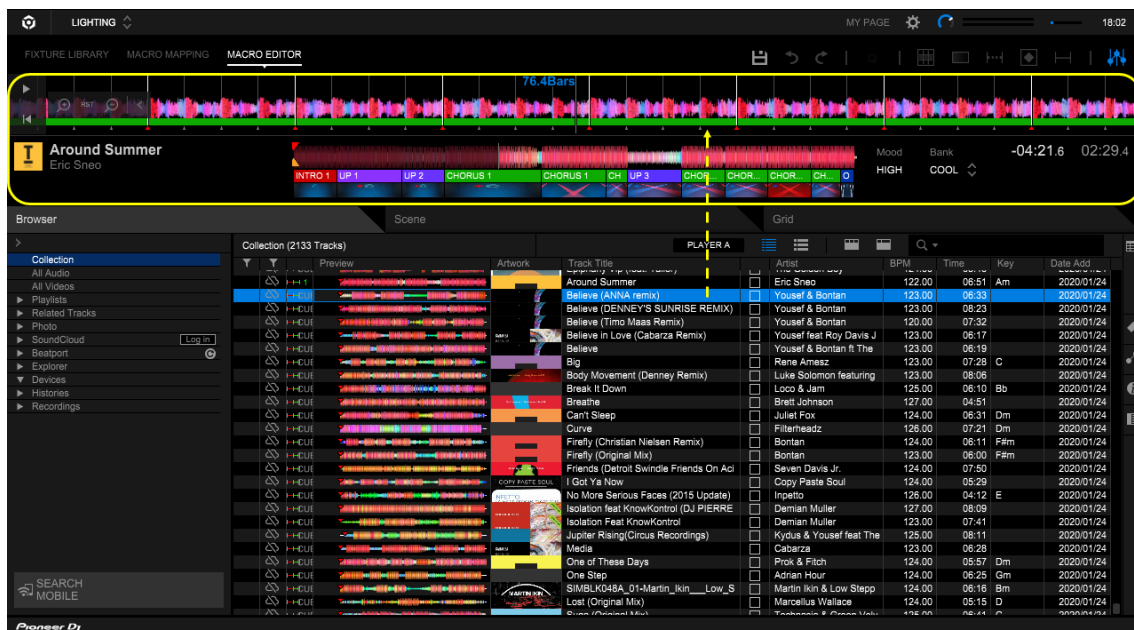 LIGHTING MY PAGE 18:02
FIXTURE LIBRARY MACRO MAPPING MACRO EDITOR
76.4Bars
RST
Around Summer
Eric Sneo
Mood Bank -04:21.6 02:29.4
HIGH COOL
INTRO 1 UP 1 UP 2 CHORUS 1 CHORUS 1 CH UP 3 CHOR... CHOR... CHOR... CH... O
Browser Scene Grid
Collection (2133 Tracks) PLAYER A
Preview Artwork Track Title Artist BPM Time Key Date Add
Collection
All Audio
All Videos
Playlists
Related Tracks
Photo
SoundCloud Log in
Beatport
Explorer
Devices
Histories
Recordings
Around Summer Eric Sneo 122.00 06:51 Am 2020/01/24
Believe (ANNA remix) Yousef & Bontan 123.00 06:33 2020/01/24
Believe (DENNEY'S SUNRISE REMIX) Yousef & Bontan 123.00 08:23 2020/01/24
Believe (Timo Maas Remix) Yousef & Bontan 120.00 07:32 2020/01/24
Believe in Love (Cabarza Remix) Yousef feat Roy Davis J 123.00 06:17 2020/01/24
Believe Yousef & Bontan ft The 123.00 06:19 2020/01/24
Big Rene Amesz 123.00 07:28 C 2020/01/24
Body Movement (Denney Remix) Luke Solomon featuring 123.00 08:06 2020/01/24
Break It Down Loco & Jam 125.00 06:10 Bb 2020/01/24
Breathe Brett Johnson 127.00 04:51 2020/01/24
Can't Sleep Juliet Fox 124.00 06:31 Dm 2020/01/24
Curve Filterheadz 126.00 07:21 Dm 2020/01/24
Firefly (Christian Nielsen Remix) Bontan 124.00 06:11 F#m 2020/01/24
Firefly (Original Mix) Bontan 123.00 06:00 F#m 2020/01/24
Friends (Detroit Swindle Friends On Aci Seven Davis Jr. 124.00 07:50 2020/01/24
COPY PASTE SOUL I Got Ya Now Copy Paste Soul 124.00 05:29 2020/01/24
No More Serious Faces (2015 Update) Inpetto 126.00 04:12 E 2020/01/24
Isolation feat KnowKontrol (DJ PIERRE Demian Muller 127.00 08:09 2020/01/24
Isolation Feat KnowKontrol Demian Muller 123.00 07:41 2020/01/24
Jupiter Rising(Circus Recordings) Kydus & Yousef feat The 125.00 08:11 2020/01/24
Media Cabarza 123.00 06:28 2020/01/24
One of These Days Prok & Fitch 124.00 05:57 Dm 2020/01/24
One Step Adrian Hour 124.00 06:25 Gm 2020/01/24
MARTIN IKIN SIMBLK048A_01-Martin_Ikin___Low_S Martin Ikin & Low Stepp 124.00 06:16 Bm 2020/01/24
Lost (Original Mix) Marcellus Wallace 124.00 05:15 D 2020/01/24
SEARCH
MOBILE
Pioneer Dj